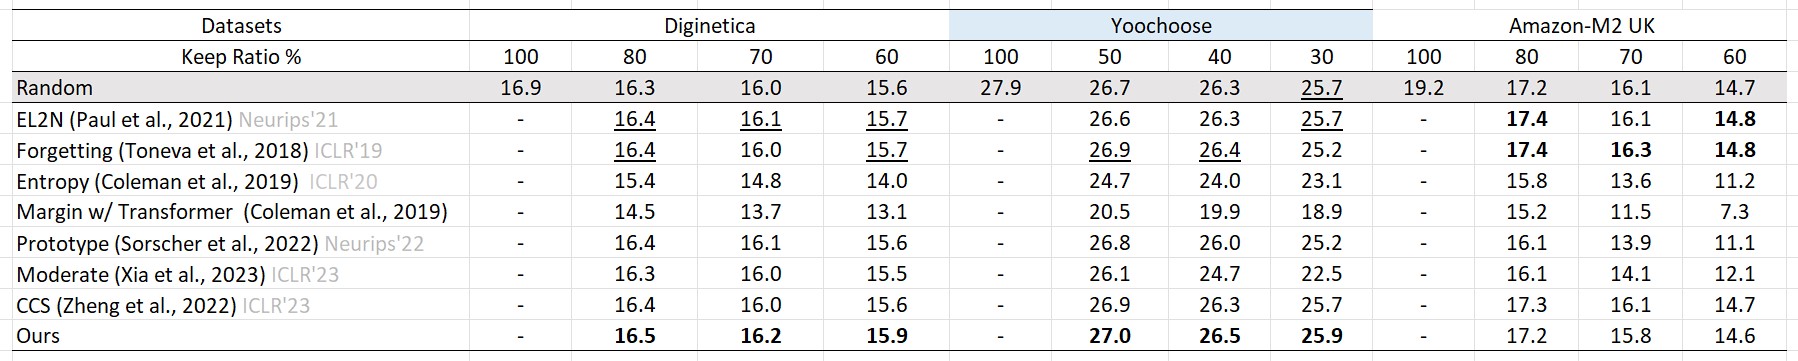 Datasets Diginetica Yoochoose Amazon-M2 UK
Keep Ratio % 100 80 70 60 100 50 40 30 100 80 70 60
Random 16.9 16.3 16.0 15.6 27.9 26.7 26.3 25.7 19.2 17.2 16.1 14.7
EL2N (Paul et al., 2021) Neurips'21 - 16.4 16.1 15.7 - 26.6 26.3 25.7 - 17.4 16.1 14.8
Forgetting (Toneva et al., 2018) ICLR'19 - 16.4 16.0 15.7 - 26.9 26.4 25.2 - 17.4 16.3 14.8
Entropy (Coleman et al., 2019) ICLR'20 - 15.4 14.8 14.0 - 24.7 24.0 23.1 - 15.8 13.6 11.2
Margin w/ Transformer (Coleman et al., 2019) - 14.5 13.7 13.1 - 20.5 19.9 18.9 - 15.2 11.5 7.3
Prototype (Sorscher et al., 2022) Neurips'22 - 16.4 16.1 15.6 - 26.8 26.0 25.2 - 16.1 13.9 11.1
Moderate (Xia et al., 2023) ICLR'23 - 16.3 16.0 15.5 - 26.1 24.7 22.5 - 16.1 14.1 12.1
CCS (Zheng et al., 2022) ICLR'23 - 16.4 16.0 15.6 - 26.9 26.3 25.7 - 17.3 16.1 14.7
Ours - 16.5 16.2 15.9 - 27.0 26.5 25.9 - 17.2 15.8 14.6